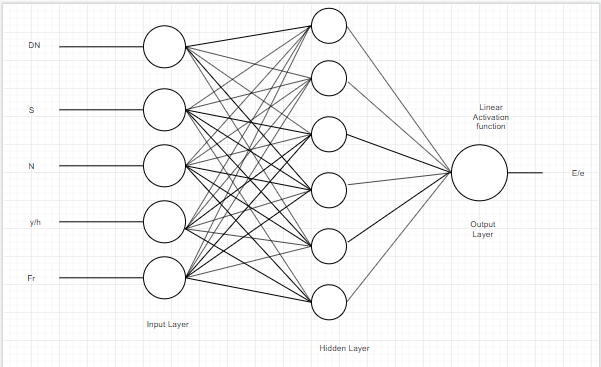 DN
S
N
y/h
Fr
Input Layer
Hidden Layer
Linear
Activation
function
Output
Layer
E/e